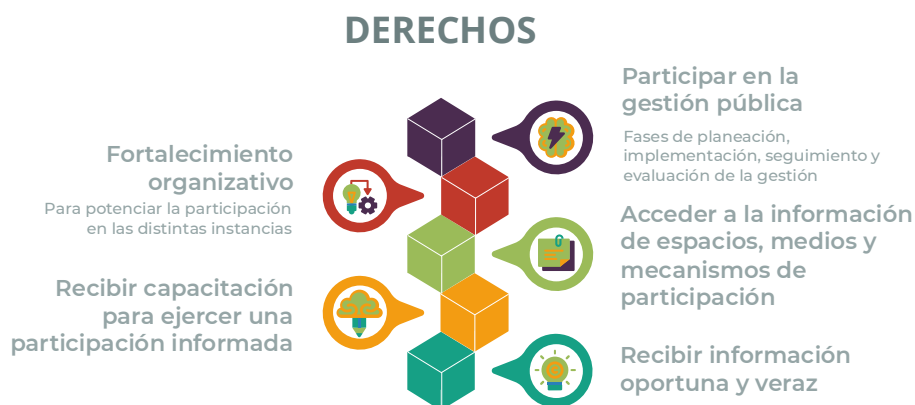 DERECHOS
Participar en la
gestión pública
Fases de planeación,
implementación, seguimiento y
evaluación de la gestión
Fortalecimiento
organizativo
Para potenciar la participación
en las distintas instancias
Acceder a la información
de espacios, medios y
mecanismos de
participación
Recibir capacitación
para ejercer una
participación informada
Recibir información
oportuna y veraz